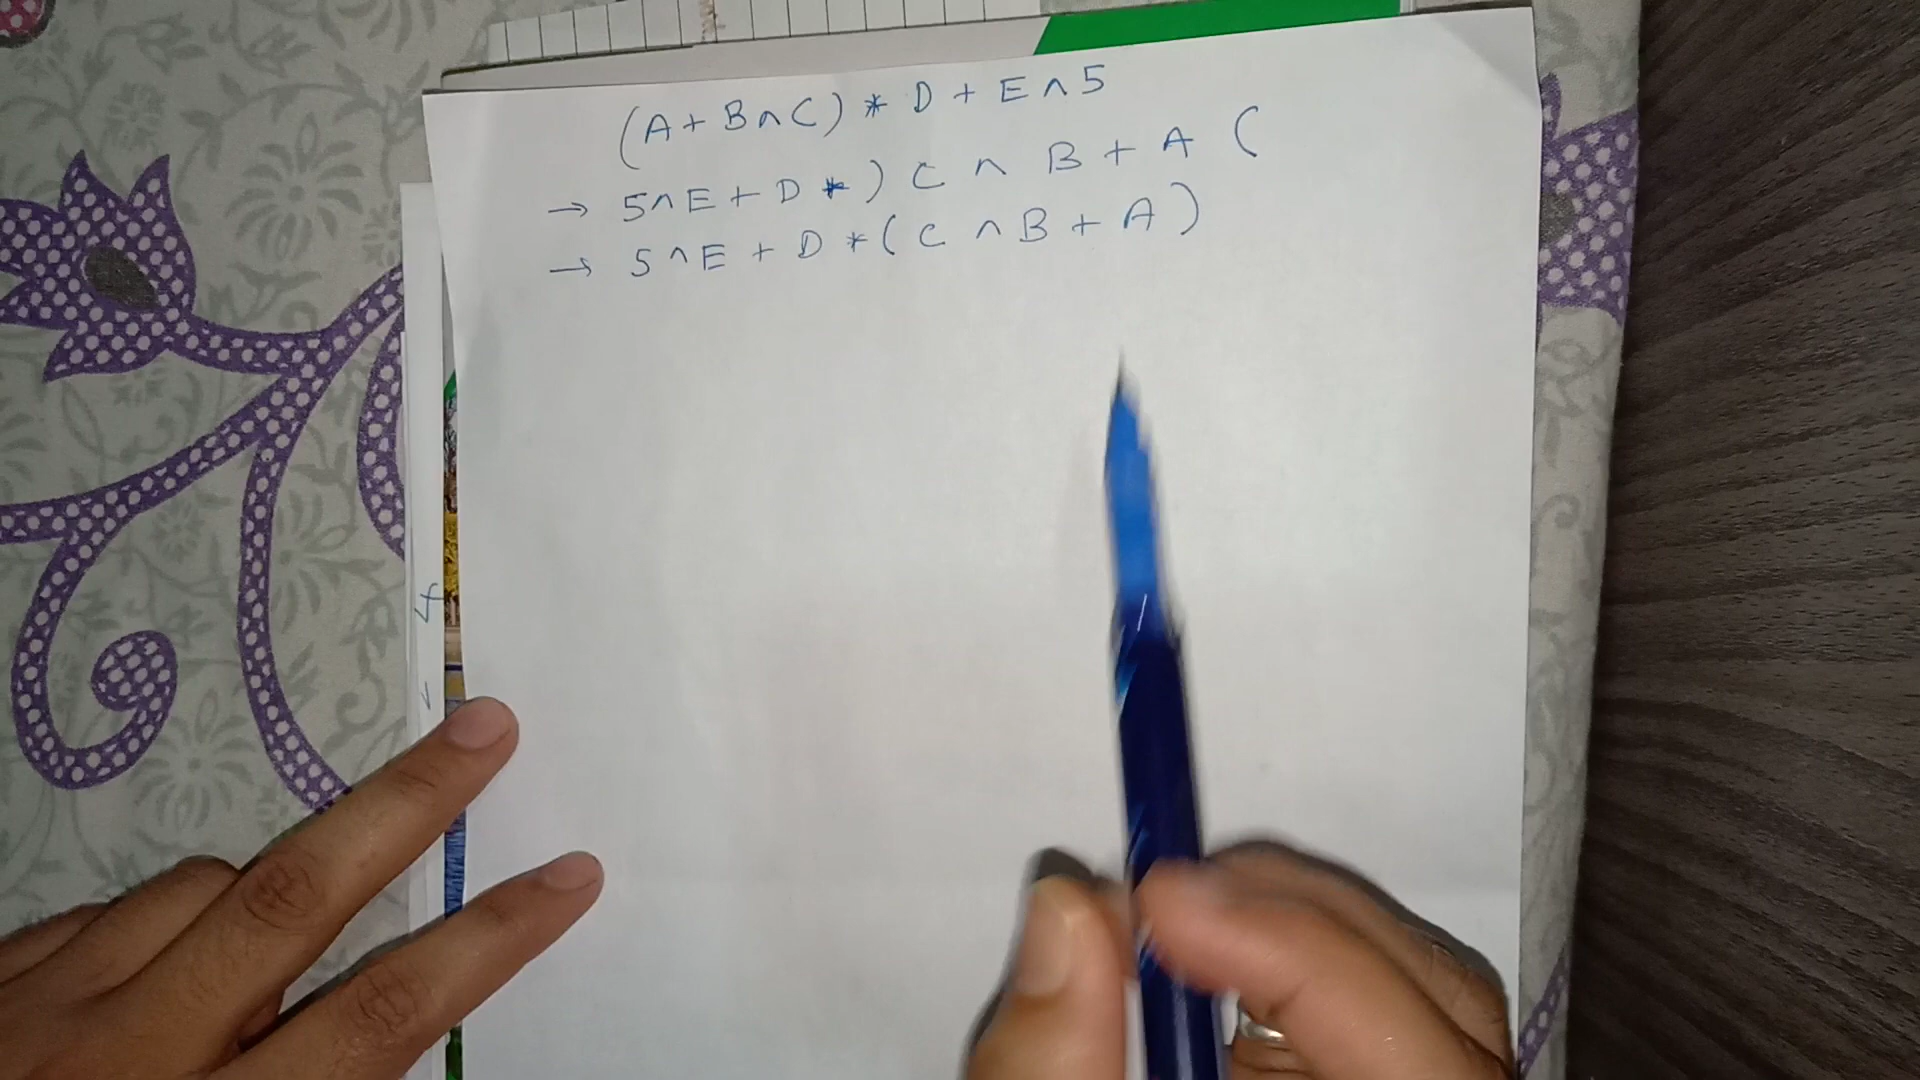 (A + B ^ C) * D + E ^ 5
→ 5 ^ E + D * ) C ^ B + A (
→ 5 ^ E + D * ( C ^ B + A )